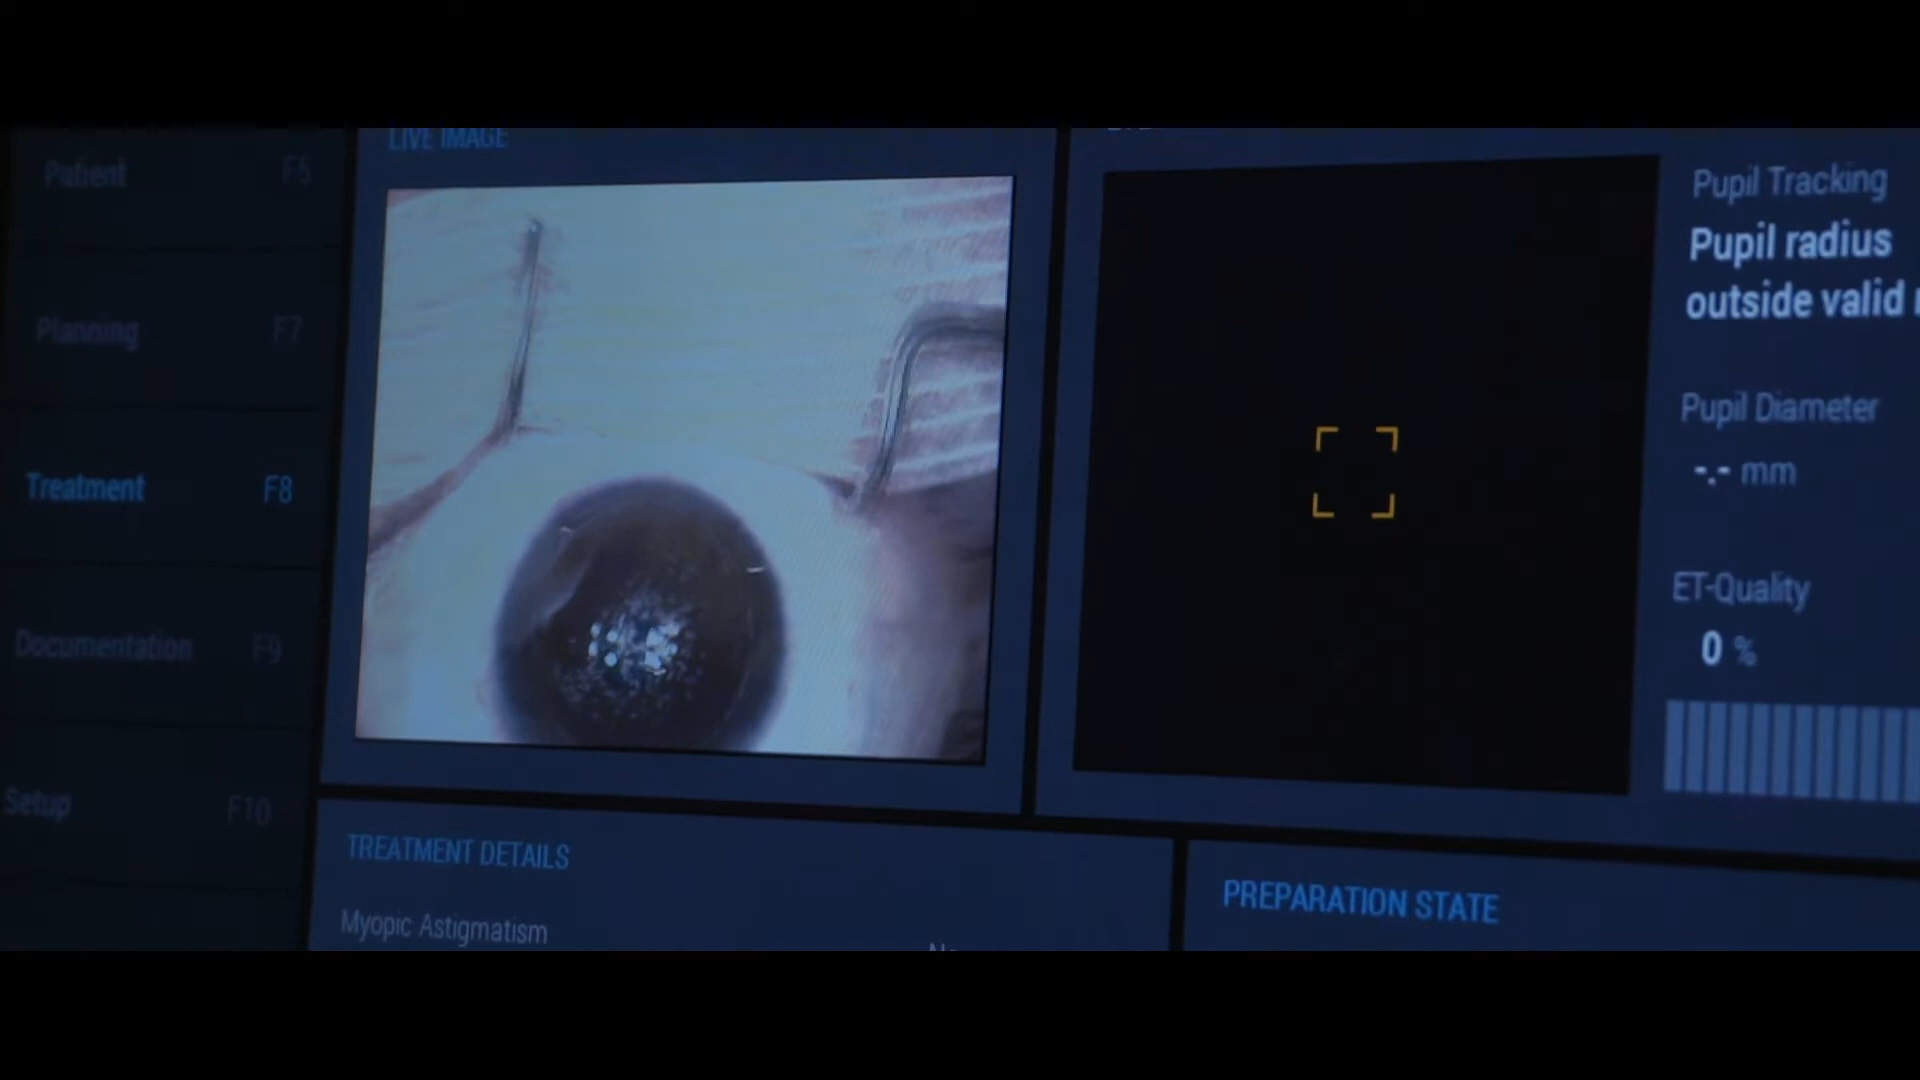 LIVE IMAGE
Patient F6
Planning F7
Treatment F8
Documentation F9
Setup F10
Pupil Tracking
Pupil radius
outside valid
Pupil Diameter
-.- mm
ET-Quality
0 %
TREATMENT DETAILS
Myopic Astigmatism
PREPARATION STATE